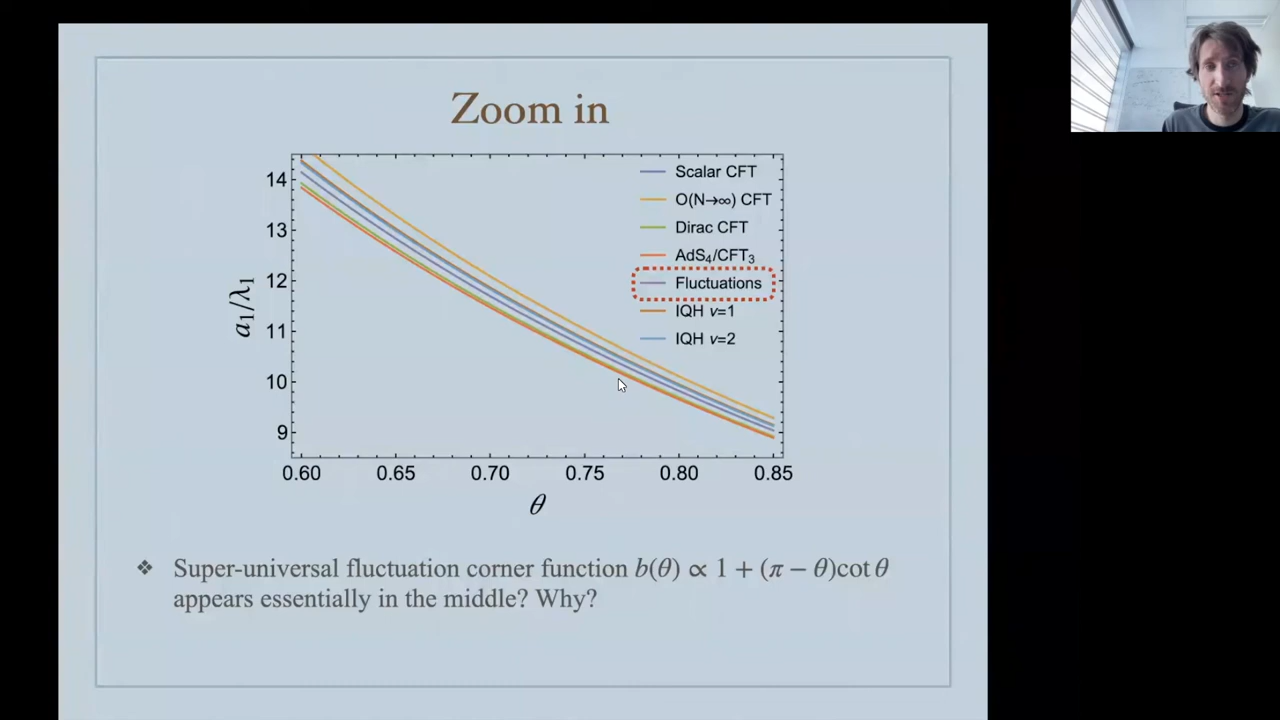 Zoom in
14
13
12
11
10
9
a₁/λ₁
Scalar CFT
O(N→∞) CFT
Dirac CFT
AdS₄/CFT₃
Fluctuations
IQH ν=1
IQH ν=2
0.60 0.65 0.70 0.75 0.80 0.85
θ
❖ Super-universal fluctuation corner function b(θ) ∝ 1 + (π − θ)cot θ
appears essentially in the middle? Why?